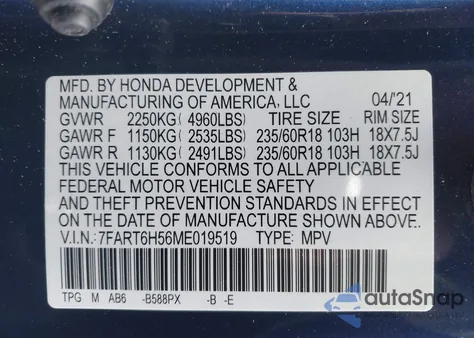 MFD. BY HONDA DEVELOPMENT &
MANUFACTURING OF AMERICA, LLC 04/'21
GVWR 2250KG( 4960LBS) TIRE SIZE RIM SIZE
GAWR F 1150KG( 2535LBS) 235/60R18 103H 18X7.5J
GAWR R 1130KG( 2491LBS) 235/60R18 103H 18X7.5J
THIS VEHICLE CONFORMS TO ALL APPLICABLE
FEDERAL MOTOR VEHICLE SAFETY
AND THEFT PREVENTION STANDARDS IN EFFECT
ON THE DATE OF MANUFACTURE SHOWN ABOVE..
V.I.N.: 7FART6H56ME019519 TYPE: MPV
TPG M AB6 -B588PX -B -E
autoSnap